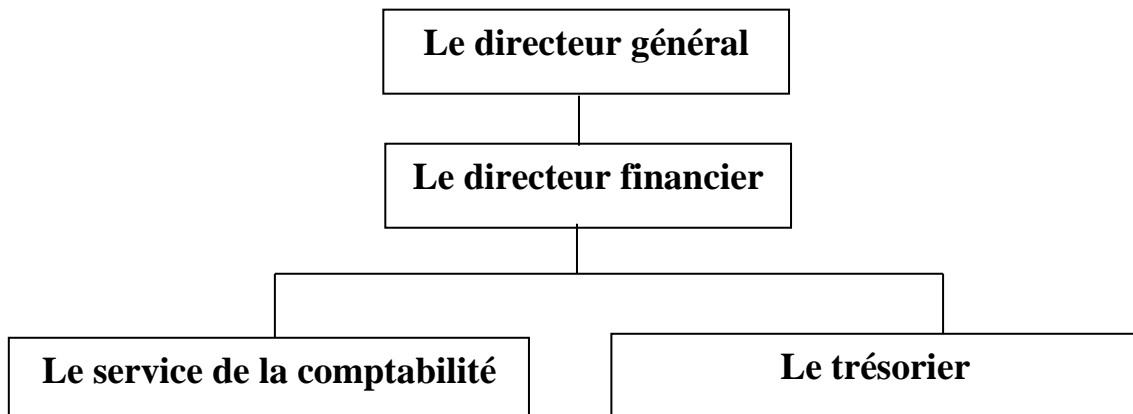 Le directeur général
Le directeur financier
Le service de la comptabilité
Le trésorier